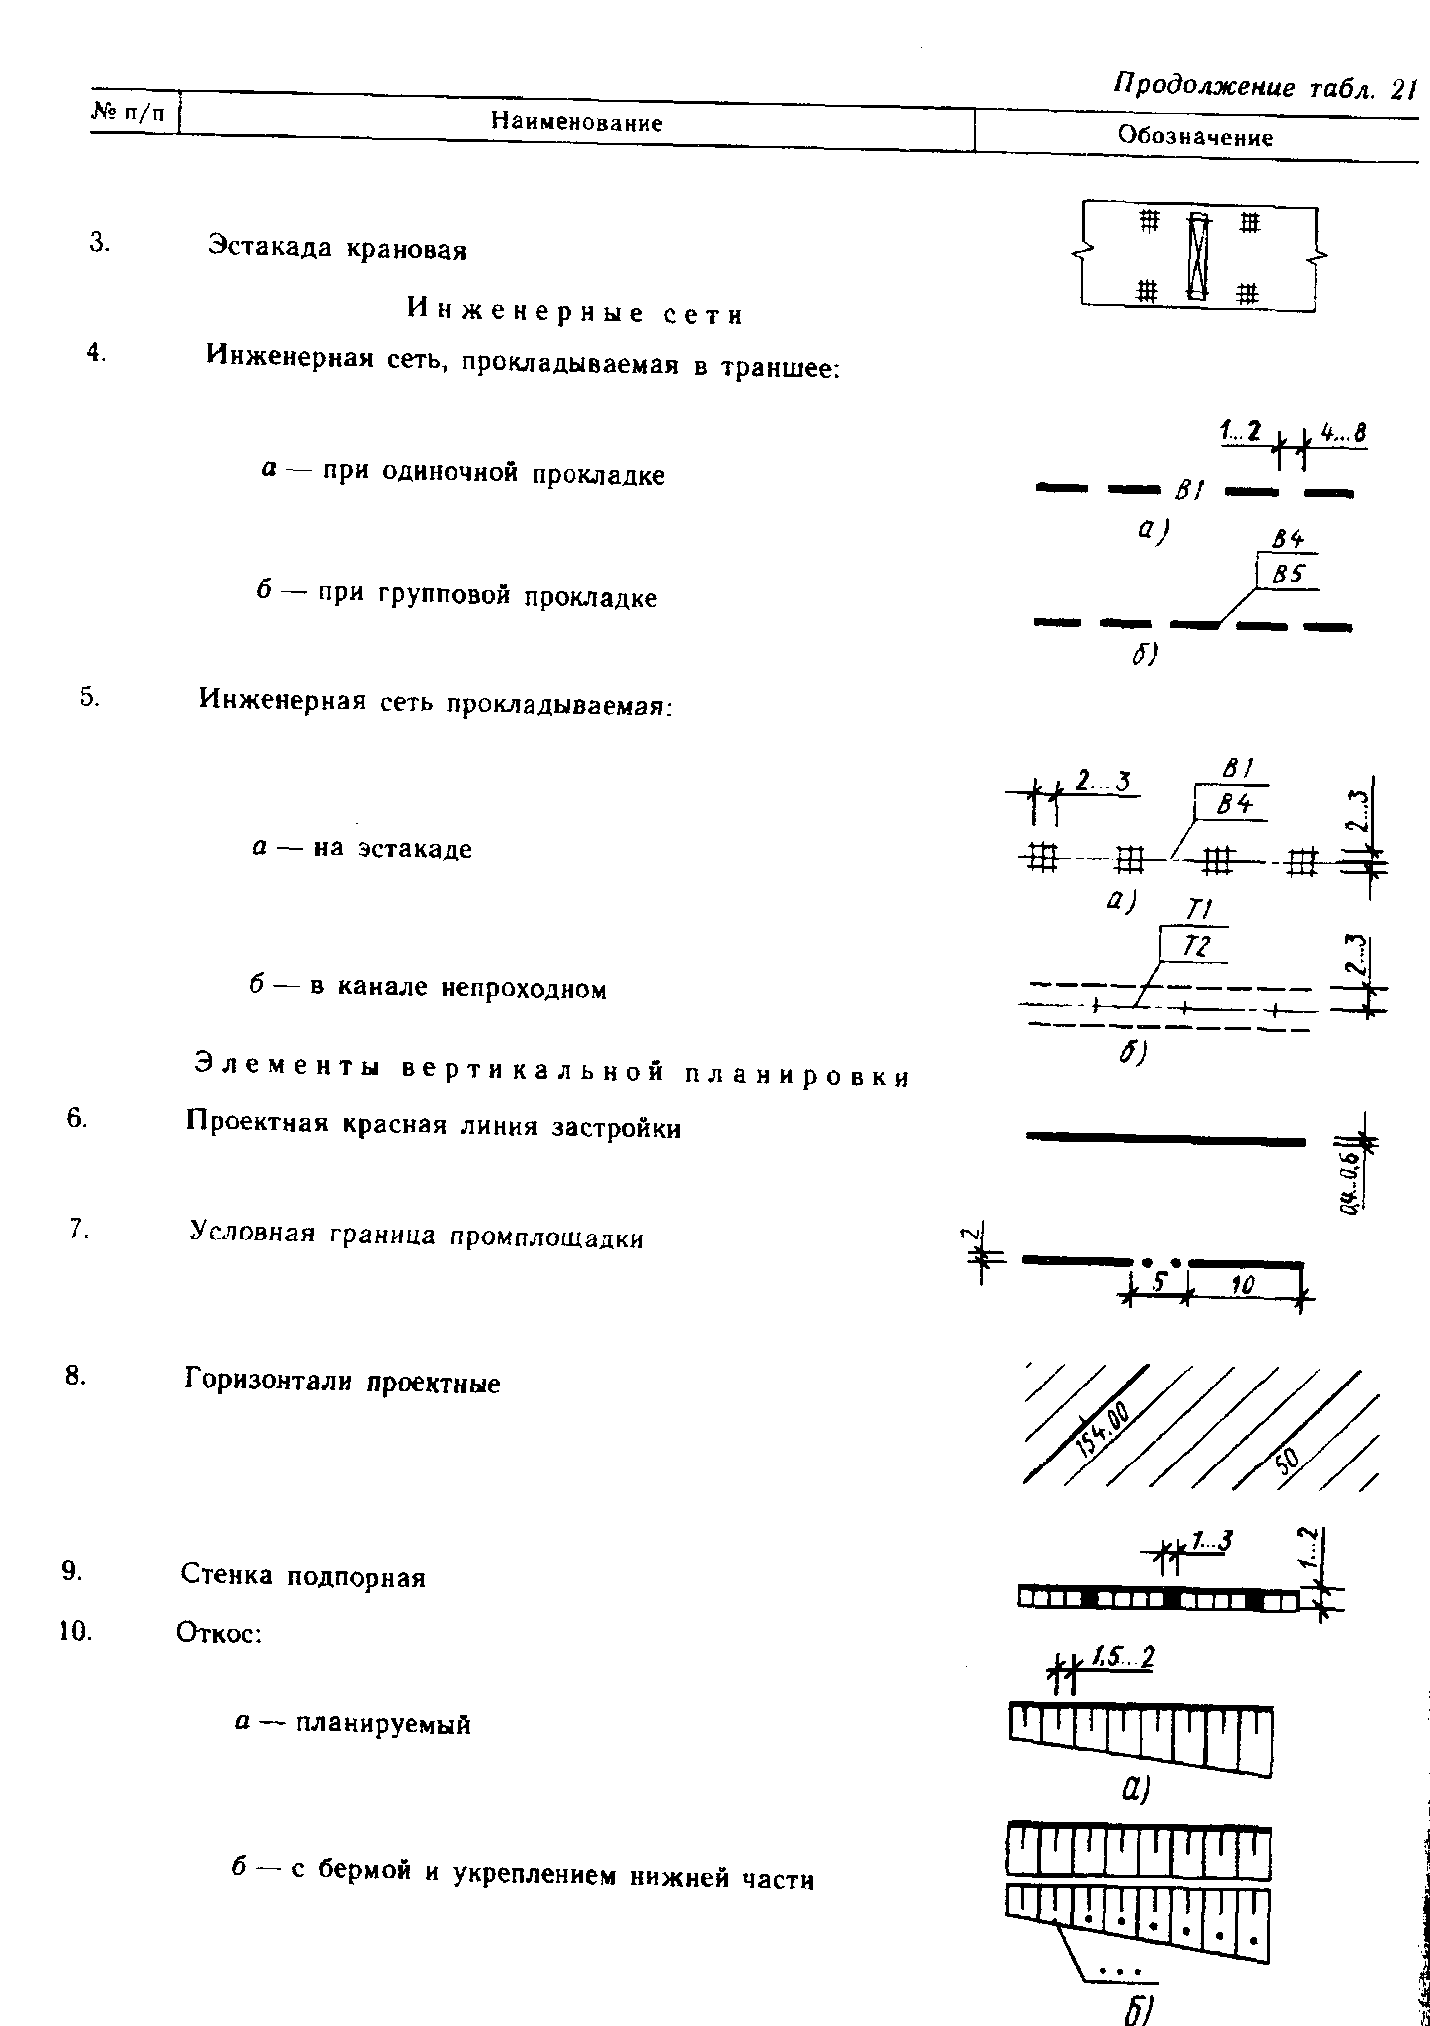 Продолжение табл. 21
№ п/п Наименование Обозначение
3. Эстакада крановая
Инженерные сети
4. Инженерная сеть, прокладываемая в траншее:
1...2 4...8
а — при одиночной прокладке
В1
а)
В4
В5
б — при групповой прокладке
б)
5. Инженерная сеть прокладываемая:
В1
2...3
В4
2...3
а — на эстакаде
а)
Т1
Т2
2...3
б — в канале непроходном
б)
Элементы вертикальной планировки
6. Проектная красная линия застройки
0,4...0,6
7. Условная граница промплощадки
2
5 10
8. Горизонтали проектные
154.00
50
1...3
1...2
9. Стенка подпорная
10. Откос:
1,5...2
а — планируемый
а)
б — с бермой и укреплением нижней части
б)